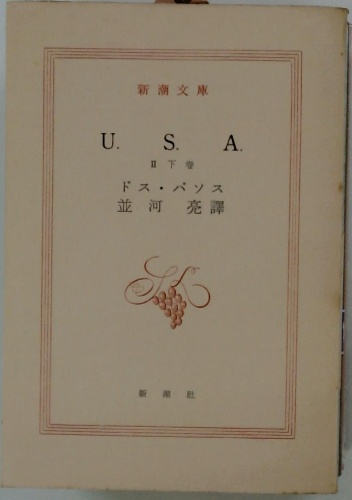 新潮文庫
U. S. A.
II 下巻
ドス・パソス
並河 亮譯
新潮社